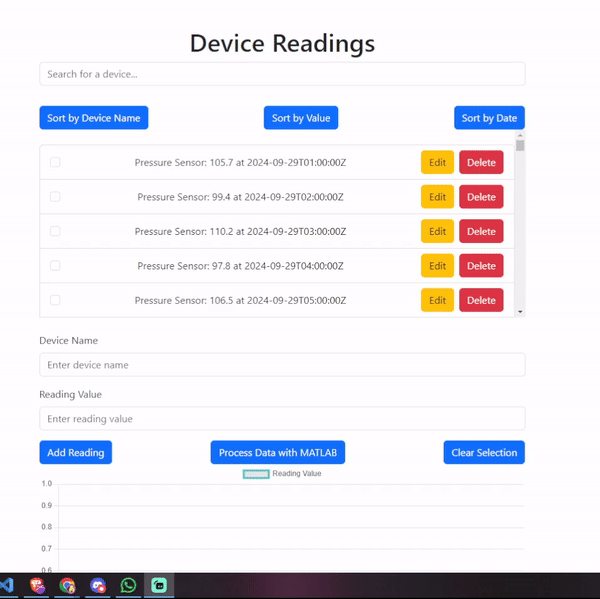 Device Readings
Search for a device...
Sort by Device Name Sort by Value Sort by Date
Pressure Sensor: 105.7 at 2024-09-29T01:00:00Z Edit Delete
Pressure Sensor: 99.4 at 2024-09-29T02:00:00Z Edit Delete
Pressure Sensor: 110.2 at 2024-09-29T03:00:00Z Edit Delete
Pressure Sensor: 97.8 at 2024-09-29T04:00:00Z Edit Delete
Pressure Sensor: 106.5 at 2024-09-29T05:00:00Z Edit Delete
Device Name
Enter device name
Reading Value
Enter reading value
Add Reading Process Data with MATLAB Clear Selection
Reading Value
1.0
0.9
0.8
0.7
0.6